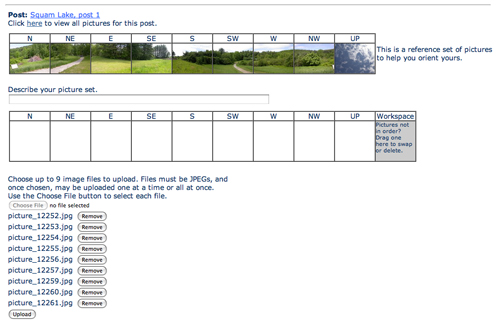 Post: Squam Lake, post 1
Click here to view all pictures for this post.
N NE E SE S SW W NW UP
This is a reference set of pictures
to help you orient yours.
Describe your picture set.
N NE E SE S SW W NW UP Workspace
Pictures not
in order?
Drag one
here to swap
or delete.
Choose up to 9 image files to upload. Files must be JPEGs, and
once chosen, may be uploaded one at a time or all at once.
Use the Choose File button to select each file.
Choose File no file selected
picture_12252.jpg Remove
picture_12253.jpg Remove
picture_12254.jpg Remove
picture_12255.jpg Remove
picture_12256.jpg Remove
picture_12257.jpg Remove
picture_12259.jpg Remove
picture_12260.jpg Remove
picture_12261.jpg Remove
Upload